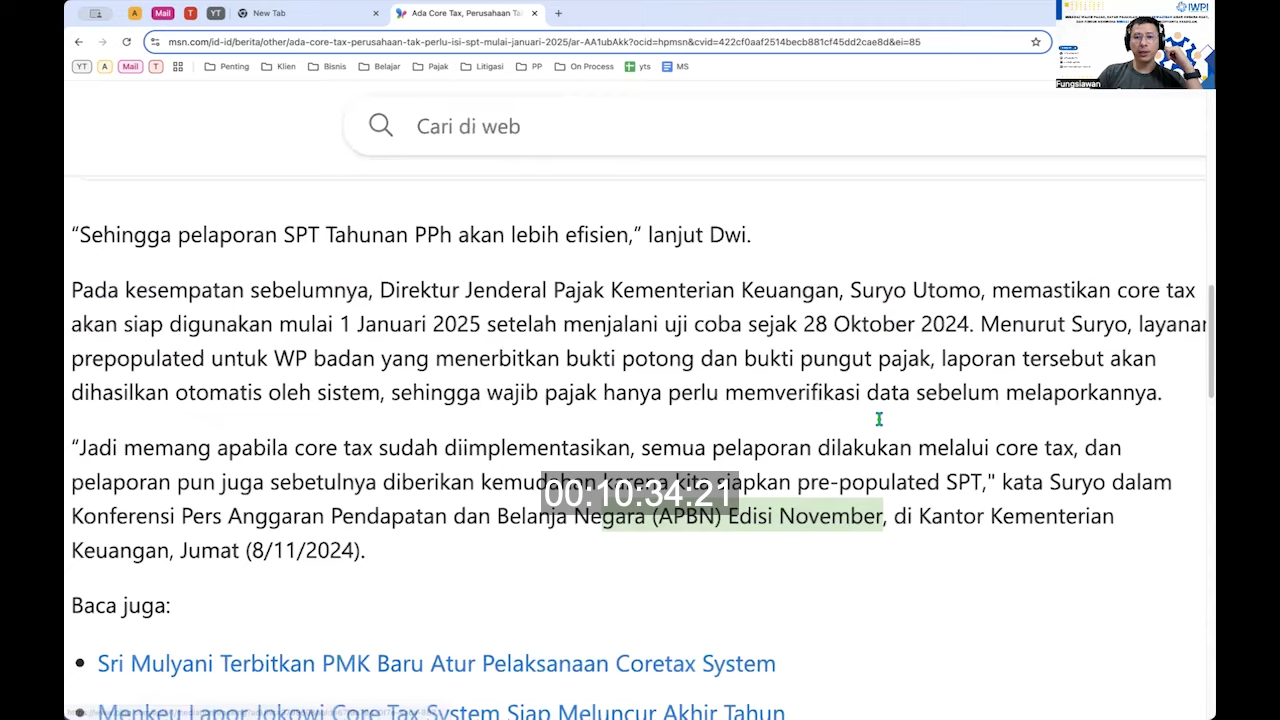 A Mail T YT New Tab Ada Core Tax, Perusahaan Ta
msn.com/id-id/berita/other/ada-core-tax-perusahaan-tak-perlu-isi-spt-mulai-januari-2025/ar-AA1ubAkk?ocid=hpmsn&cvid=422cf0aaf2514becb881cf45dd2cae8d&ei=85
YT A Mail T Penting Klien Bisnis Belajar Pajak Litigasi PP On Process yts MS
IWPI
Fungsiawan
Cari di web
“Sehingga pelaporan SPT Tahunan PPh akan lebih efisien,“ lanjut Dwi.
Pada kesempatan sebelumnya, Direktur Jenderal Pajak Kementerian Keuangan, Suryo Utomo, memastikan core tax
akan siap digunakan mulai 1 Januari 2025 setelah menjalani uji coba sejak 28 Oktober 2024. Menurut Suryo, layanan
prepopulated untuk WP badan yang menerbitkan bukti potong dan bukti pungut pajak, laporan tersebut akan
dihasilkan otomatis oleh sistem, sehingga wajib pajak hanya perlu memverifikasi data sebelum melaporkannya.
“Jadi memang apabila core tax sudah diimplementasikan, semua pelaporan dilakukan melalui core tax, dan
pelaporan pun juga sebetulnya diberikan kemudahan karena kita siapkan pre-populated SPT," kata Suryo dalam
00:10:34:21
Konferensi Pers Anggaran Pendapatan dan Belanja Negara (APBN) Edisi November, di Kantor Kementerian
Keuangan, Jumat (8/11/2024).
Baca juga:
Sri Mulyani Terbitkan PMK Baru Atur Pelaksanaan Coretax System
Menkeu Lapor Jokowi Core Tax System Siap Meluncur Akhir Tahun